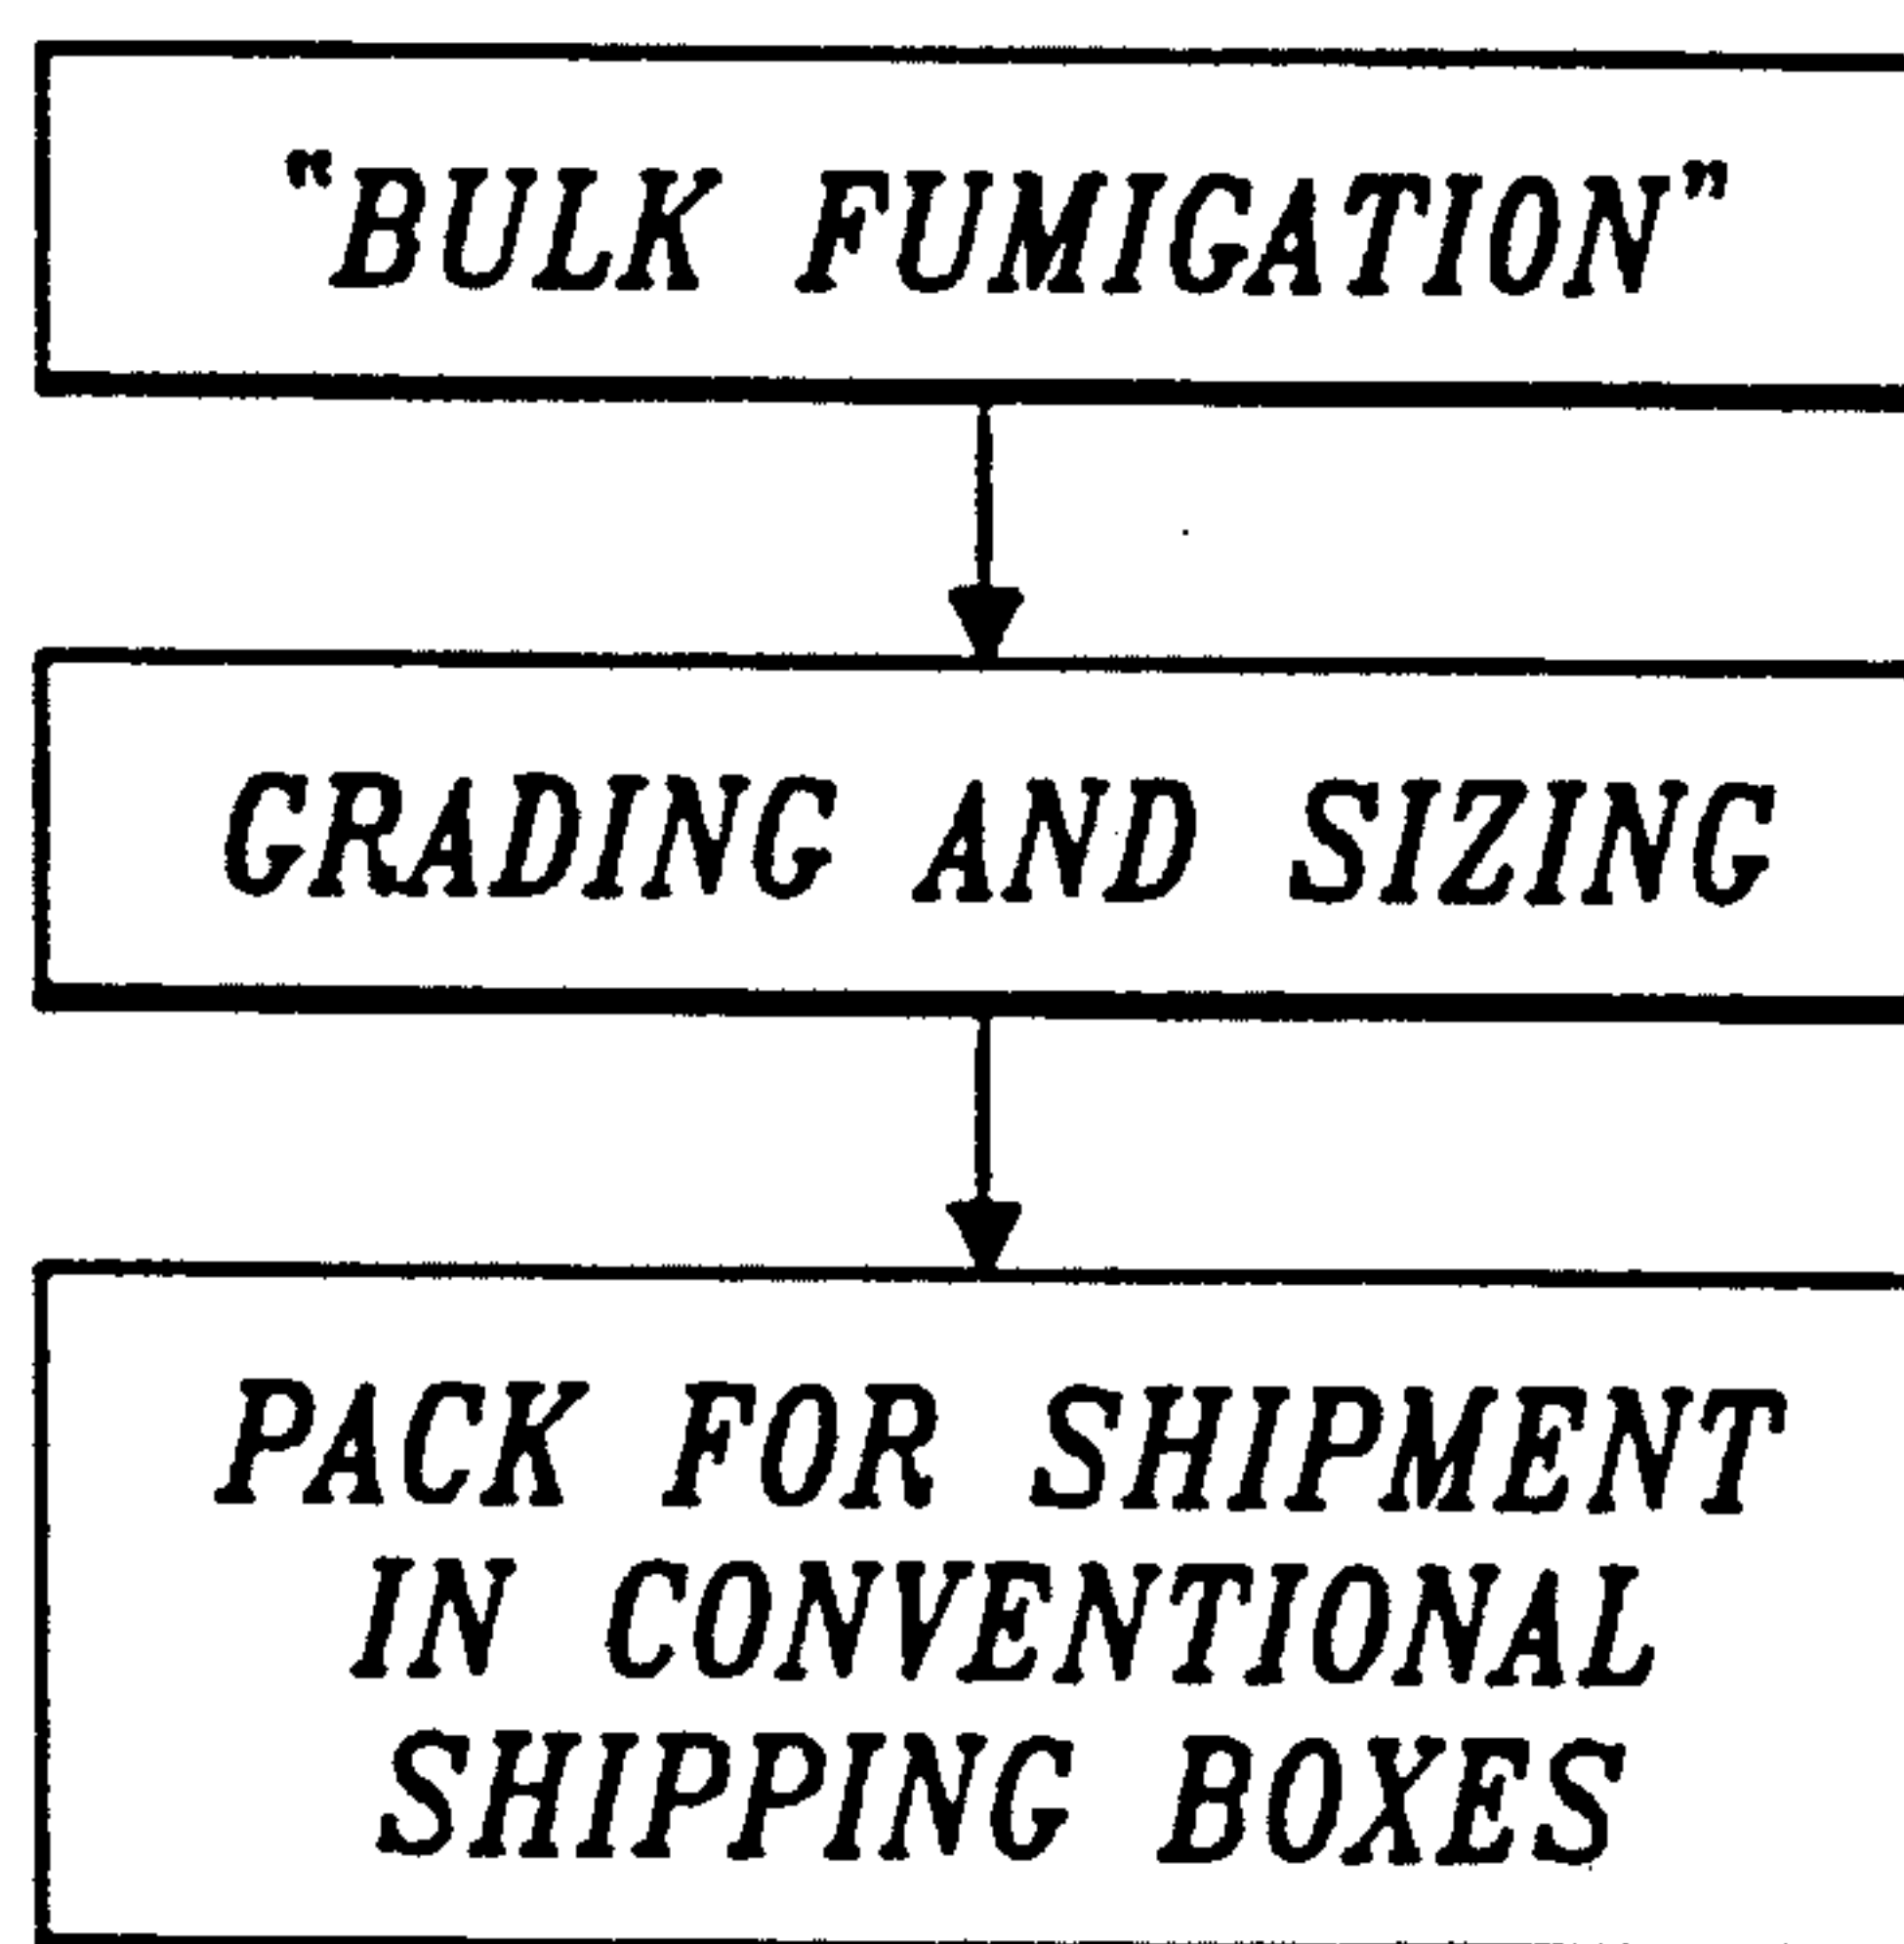 "BULK FUMIGATION"
GRADING AND SIZING
PACK FOR SHIPMENT
IN CONVENTIONAL
SHIPPING BOXES